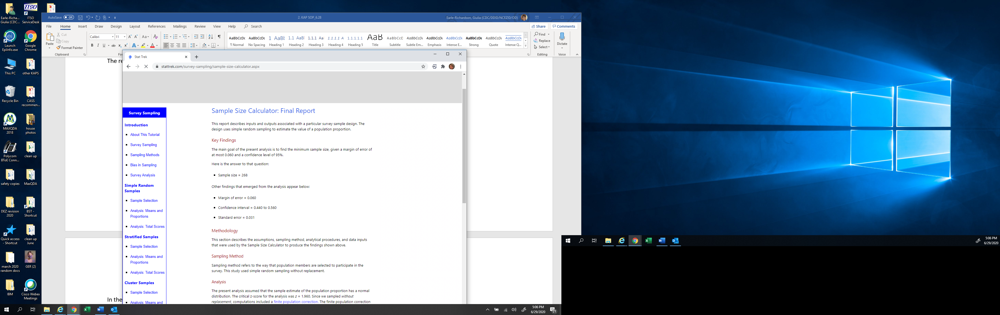 Earle-Richa...
Giulia (CDC...
ITSO
ITSO
ServiceDesk
Launch
EpiInfo.exe
Google
Chrome
This PC
other KAPS
Recycle Bin
CASS
recommen...
MAXQDA
2018
house
photos
Polycom
BToE Conn...
clean up
safety copies
MaxQDA
DEZ revision
2020
BST -
Shortcut
Quick access
- Shortcut
clean up
June
march 2020
random docs
GER (2)
IBM
Cisco Webex
Meetings
AutoSave Off
2. KAP SOP_6.28
Earle-Richardson, Giulia (CDC/DDID/NCEZID/OD)
File Home Insert Draw Design Layout References Mailings Review View Help Search
Share Comments
Paste
Cut
Copy
Format Painter
Clipboard
Calibri 11
AaBbCcDc ¶ Normal
AaBbCcDc No Spacing
1 AaBb Heading 1
1.1 AaBl Heading 2
1.1.1 Aa Heading 3
1.1.1.1 A Heading 4
1.1.1.1.1 Heading 5
AaB Title
AaBbCcD Subtitle
AaBbCcDc Subtle Em...
AaBbCcDc Emphasis
AaBbCcDc Intense E...
AaBbCcDc Strong
AaBbCcDc Quote
AaBbCcDc Intense Q...
Find
Replace
Select
Editing
Dictate
Voice
The re
In the
Stat Trek
stattrek.com/survey-sampling/sample-size-calculator.aspx
Survey Sampling
Introduction
About This Tutorial
Survey Sampling
Sampling Methods
Bias in Sampling
Survey Analysis
Simple Random
Samples
Sample Selection
Analysis: Means and
Proportions
Analysis: Total Scores
Stratified Samples
Sample Selection
Analysis: Means and
Proportions
Analysis: Total Scores
Cluster Samples
Sample Selection
Analysis: Means and
Sample Size Calculator: Final Report
This report describes inputs and outputs associated with a particular survey sample design. The
design uses simple random sampling to estimate the value of a population proportion.
Key Findings
The main goal of the present analysis is to find the minimum sample size, given a margin of error of
at most 0.060 and a confidence level of 95%.
Here is the answer to that question:
Sample size = 268
Other findings that emerged from the analysis appear below:
Margin of error = 0.060
Confidence interval = 0.440 to 0.560
Standard error = 0.031
Methodology
This section describes the assumptions, sampling method, analytical procedures, and data inputs
that were used by the Sample Size Calculator to produce the findings shown above.
Sampling Method
Sampling method refers to the way that population members are selected to participate in the
survey. This study used simple random sampling without replacement.
Analysis
The present analysis assumed that the sample estimate of the population proportion has a normal
distribution. The critical z-score for the analysis was z = 1.960. Since we sampled without
replacement, computations included a finite population correction. The finite population correction
5:06 PM
6/29/2020
21
5:06 PM
6/29/2020